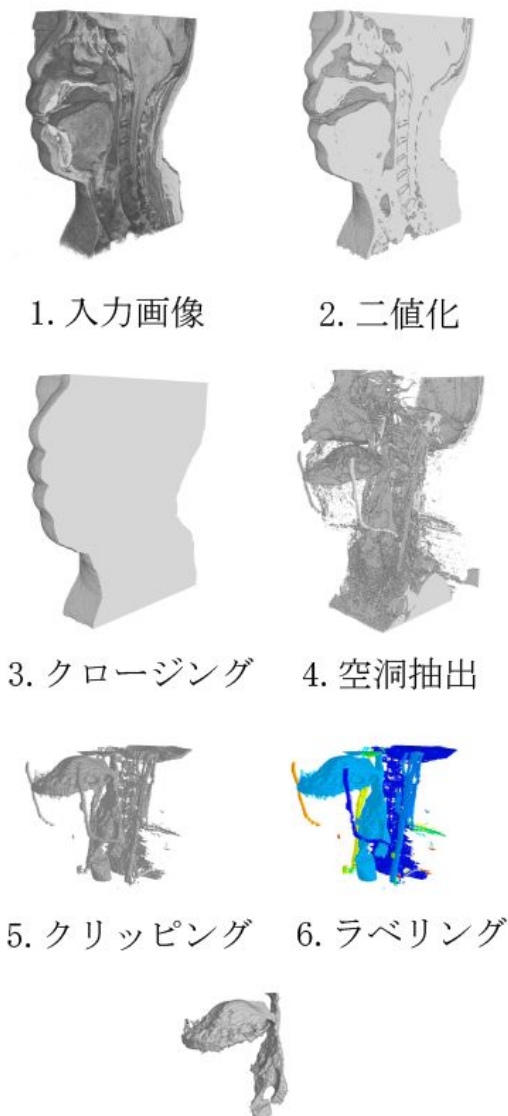 1. 入力画像
2. 二値化
3. クロージング
4. 空洞抽出
5. クリッピング
6. ラベリング